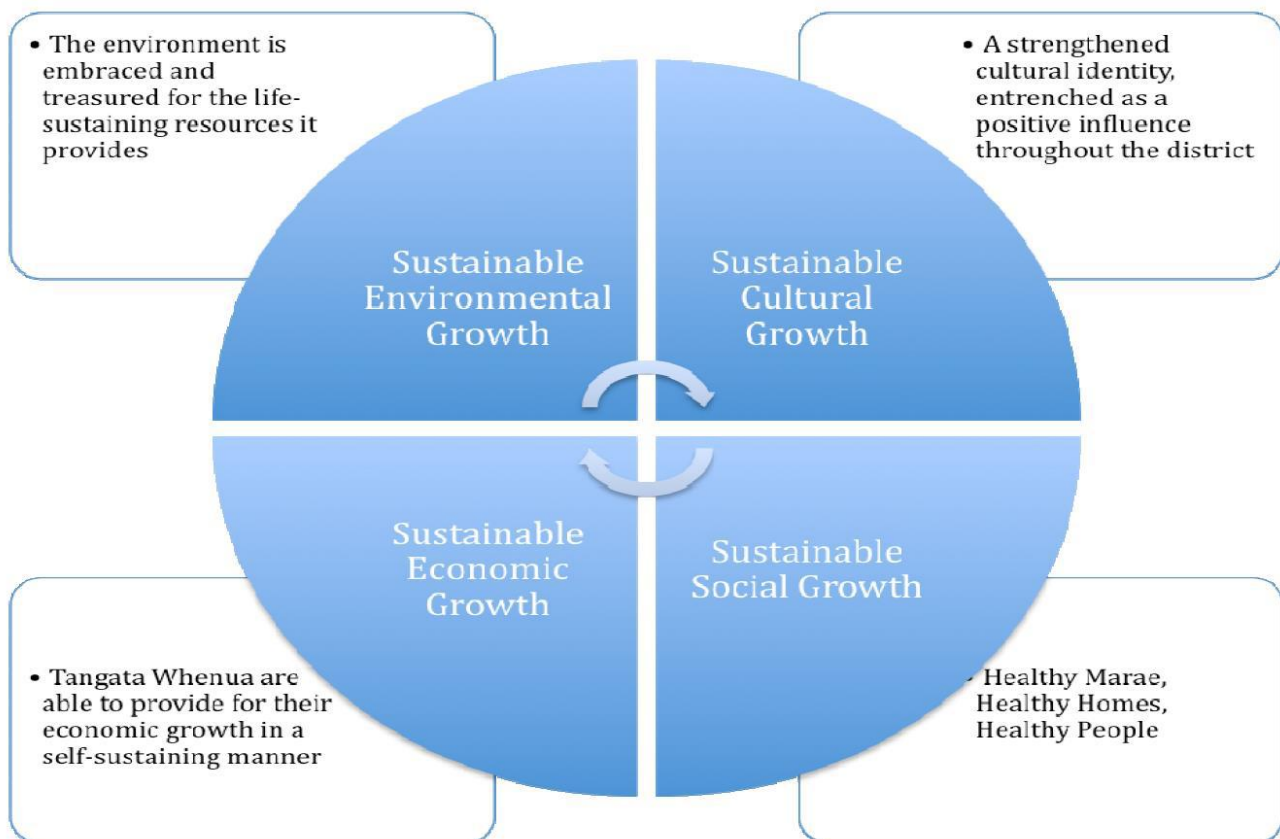 • The environment is
embraced and
treasured for the life-
sustaining resources it
provides
• A strengthened
cultural identity,
entrenched as a
positive influence
throughout the district
Sustainable
Environmental
Growth
Sustainable
Cultural
Growth
Sustainable
Economic
Growth
Sustainable
Social Growth
• Tangata Whenua are
able to provide for their
economic growth in a
self-sustaining manner
• Healthy Marae,
Healthy Homes,
Healthy People